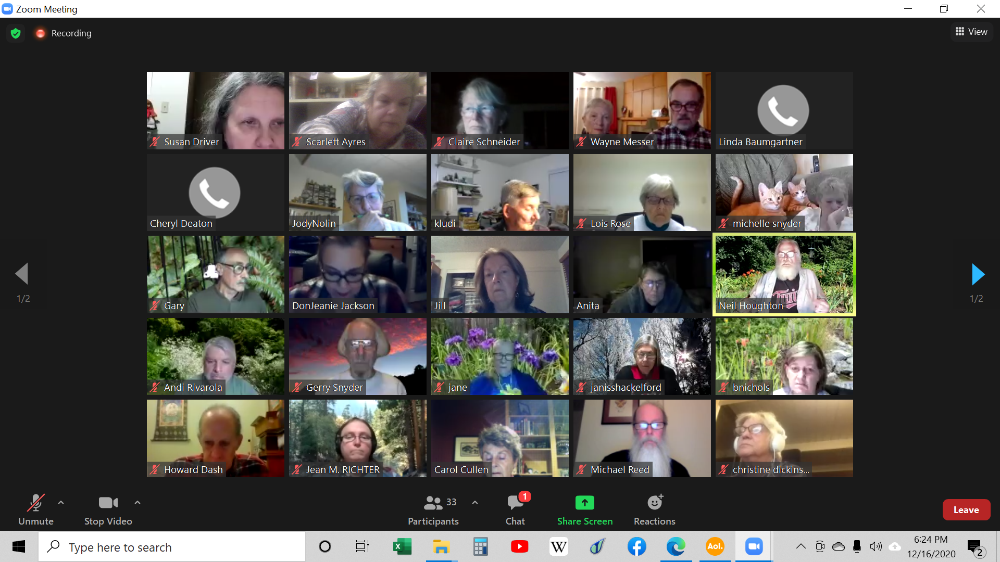 Zoom Meeting
Recording
View
Susan Driver
Scarlett Ayres
Claire Schneider
Wayne Messer
Linda Baumgartner
Cheryl Deaton
JodyNolin
kludi
Lois Rose
michelle snyder
Gary
DonJeanie Jackson
Jill
Anita
Neil Houghton
1/2
1/2
Andi Rivarola
Gerry Snyder
jane
janisshackelford
bnichols
Howard Dash
Jean M. RICHTER
Carol Cullen
Michael Reed
christine dickins...
33
1
Unmute
Stop Video
Participants
Chat
Share Screen
Reactions
Leave
Type here to search
W
Aol.
6:24 PM
12/16/2020
2